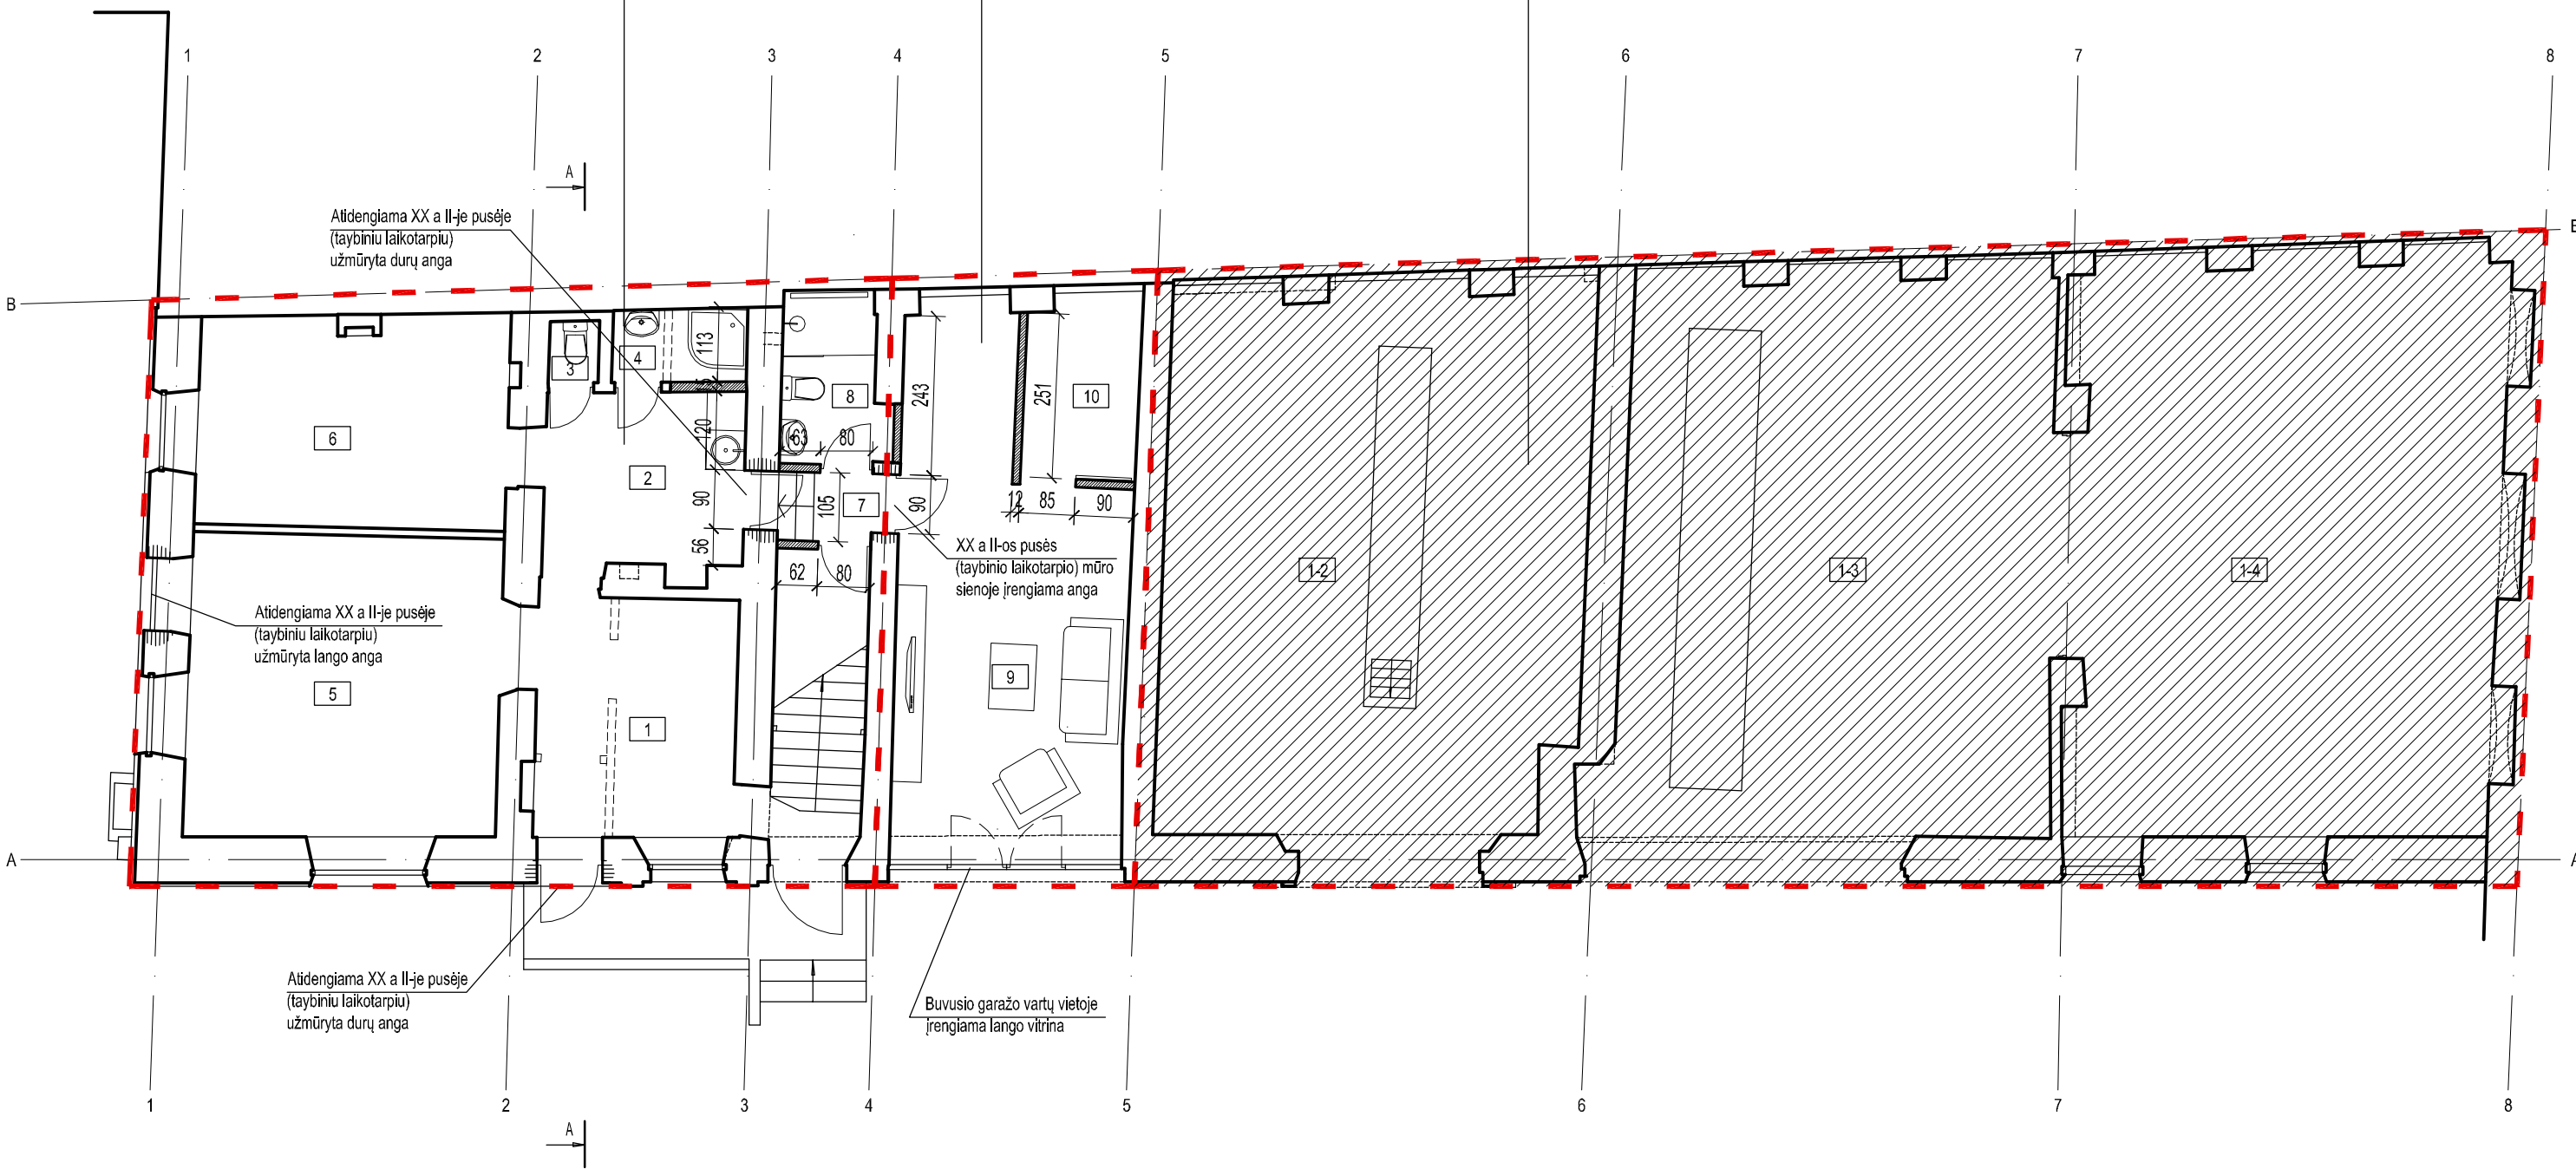 1 2 3 4 5 6 7 8
A
Atidengiama XX a II-je pusėje
(taybiniu laikotarpiu)
užmūryta durų anga
B
B
3
4
113
15
120
8
63
80
243
251
10
6
2
90
56
105
7
90
12
85
90
62
80
XX a II-os pusės
(taybinio laikotarpio) mūro
sienoje įrengiama anga
1-2
1-3
1-4
Atidengiama XX a II-je pusėje
(taybiniu laikotarpiu)
užmūryta lango anga
5
1
9
A
A
Atidengiama XX a II-je pusėje
(taybiniu laikotarpiu)
užmūryta durų anga
Buvusio garažo vartų vietoje
įrengiama lango vitrina
1 2 3 4 5 6 7 8
A